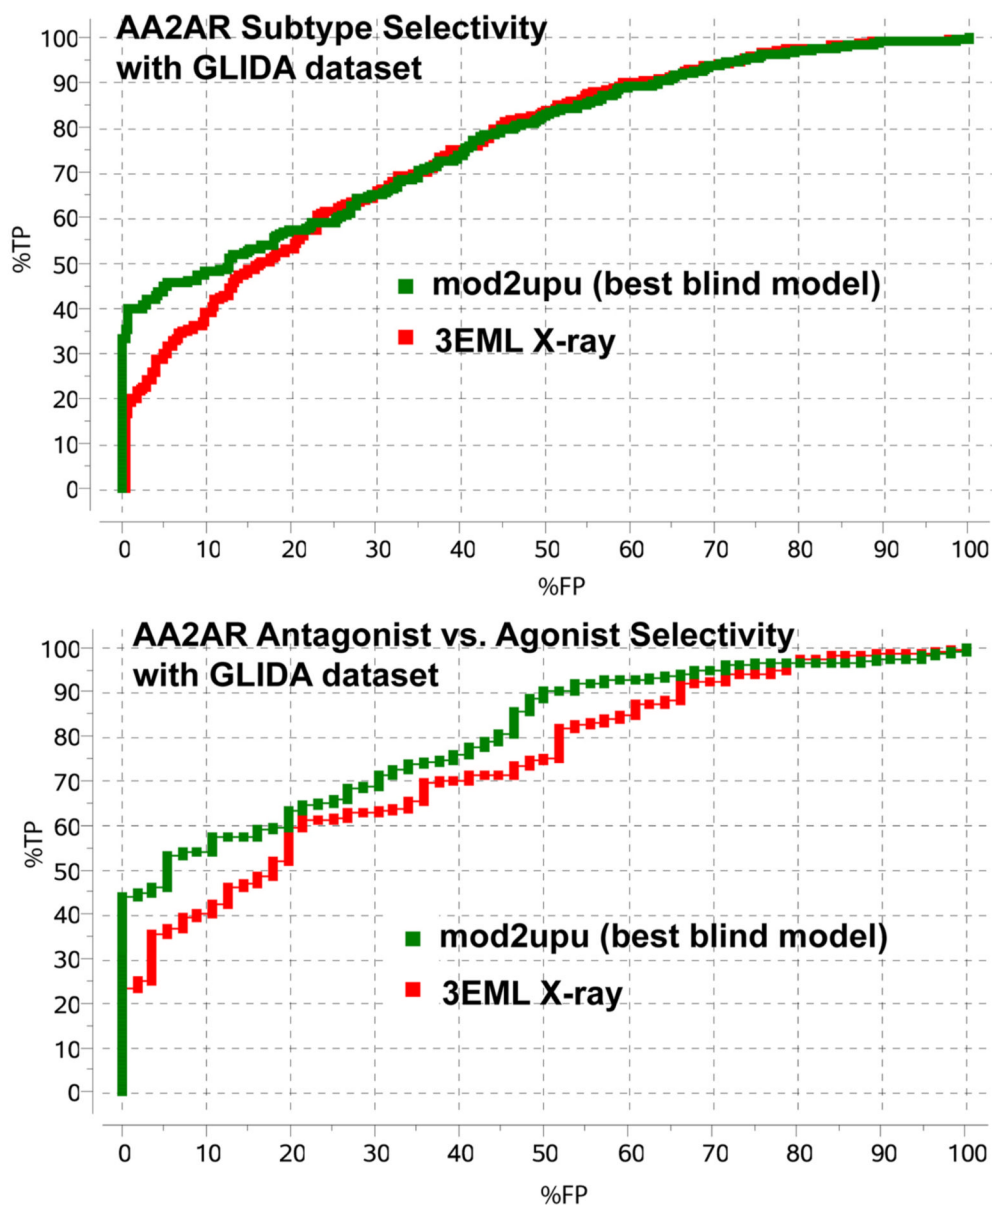 AA2AR Subtype Selectivity
with GLIDA dataset
100
90
80
70
60
50
40
30
20
10
0
%TP
mod2upu (best blind model)
3EML X-ray
0 10 20 30 40 50 60 70 80 90 100
%FP
AA2AR Antagonist vs. Agonist Selectivity
with GLIDA dataset
100
90
80
70
60
50
40
30
20
10
0
%TP
mod2upu (best blind model)
3EML X-ray
0 10 20 30 40 50 60 70 80 90 100
%FP